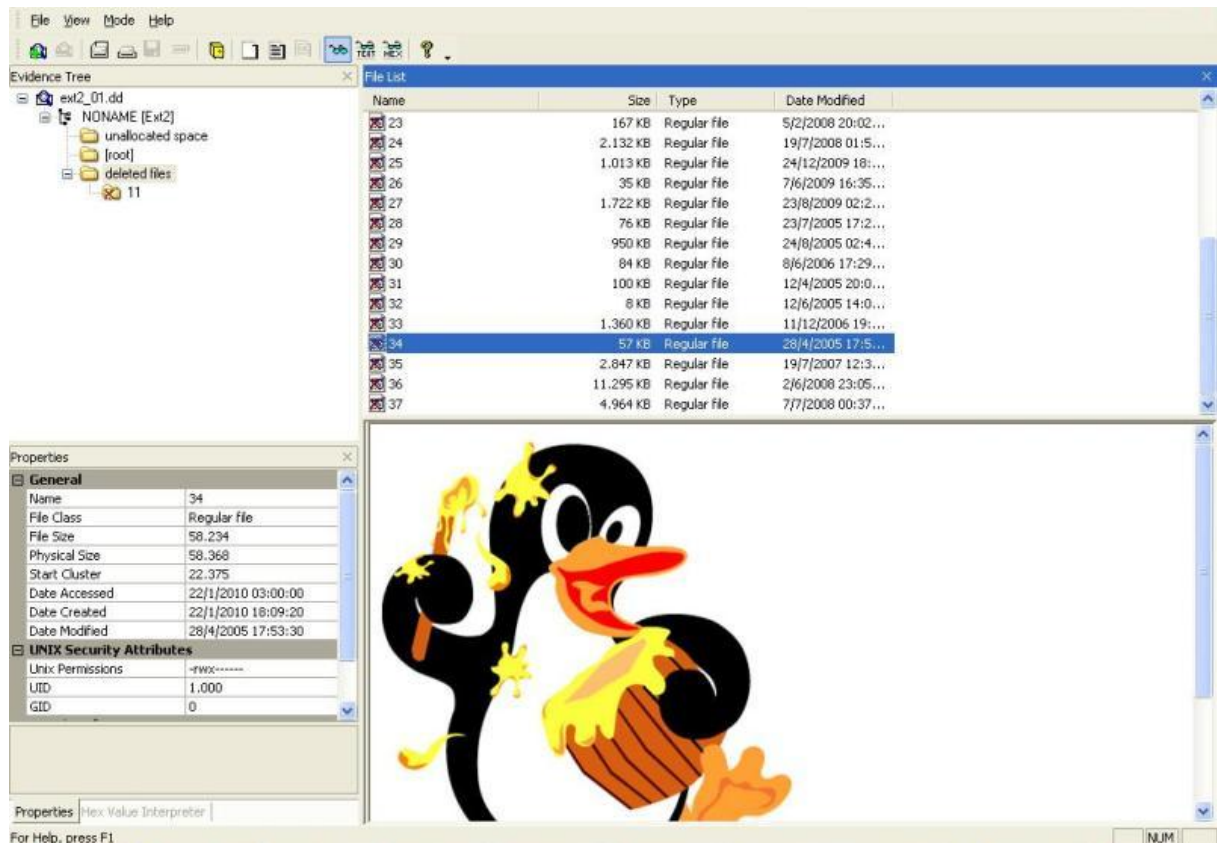 File View Mode Help
TEXT HEX
Evidence Tree
ext2_01.dd
NONAME [Ext2]
unallocated space
[root]
deleted files
11
File List
Name Size Type Date Modified
23 167 KB Regular file 5/2/2008 20:02...
24 2.132 KB Regular file 19/7/2008 01:5...
25 1.013 KB Regular file 24/12/2009 18:...
26 35 KB Regular file 7/6/2009 16:35...
27 1.722 KB Regular file 23/8/2009 02:2...
28 76 KB Regular file 23/7/2005 17:2...
29 950 KB Regular file 24/8/2005 02:4...
30 84 KB Regular file 8/6/2006 17:29...
31 100 KB Regular file 12/4/2005 20:0...
32 8 KB Regular file 12/6/2005 14:0...
33 1.360 KB Regular file 11/12/2006 19:...
34 57 KB Regular file 28/4/2005 17:5...
35 2.847 KB Regular file 19/7/2007 12:3...
36 11.295 KB Regular file 2/6/2008 23:05...
37 4.964 KB Regular file 7/7/2008 00:37...
Properties
General
Name 34
File Class Regular file
File Size 58.234
Physical Size 58.368
Start Cluster 22.375
Date Accessed 22/1/2010 03:00:00
Date Created 22/1/2010 18:09:20
Date Modified 28/4/2005 17:53:30
UNIX Security Attributes
Unix Permissions -rwx------
UID 1.000
GID 0
Properties Hex Value Interpreter
For Help, press F1
NUM